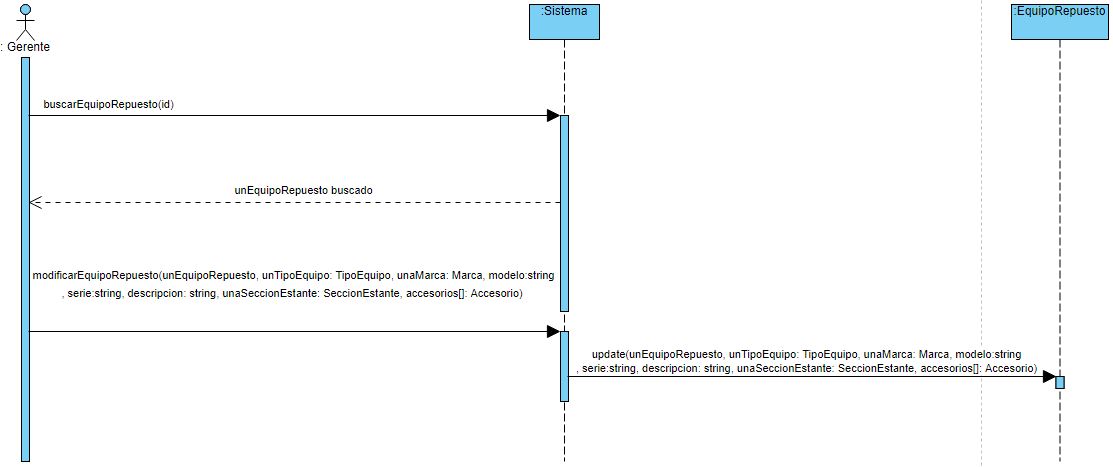 :Sistema
:EquipoRepuesto
: Gerente
buscarEquipoRepuesto(id)
unEquipoRepuesto buscado
modificarEquipoRepuesto(unEquipoRepuesto, unTipoEquipo: TipoEquipo, unaMarca: Marca, modelo:string
, serie:string, descripcion: string, unaSeccionEstante: SeccionEstante, accesorios[]: Accesorio)
update(unEquipoRepuesto, unTipoEquipo: TipoEquipo, unaMarca: Marca, modelo:string
, serie:string, descripcion: string, unaSeccionEstante: SeccionEstante, accesorios[]: Accesorio)